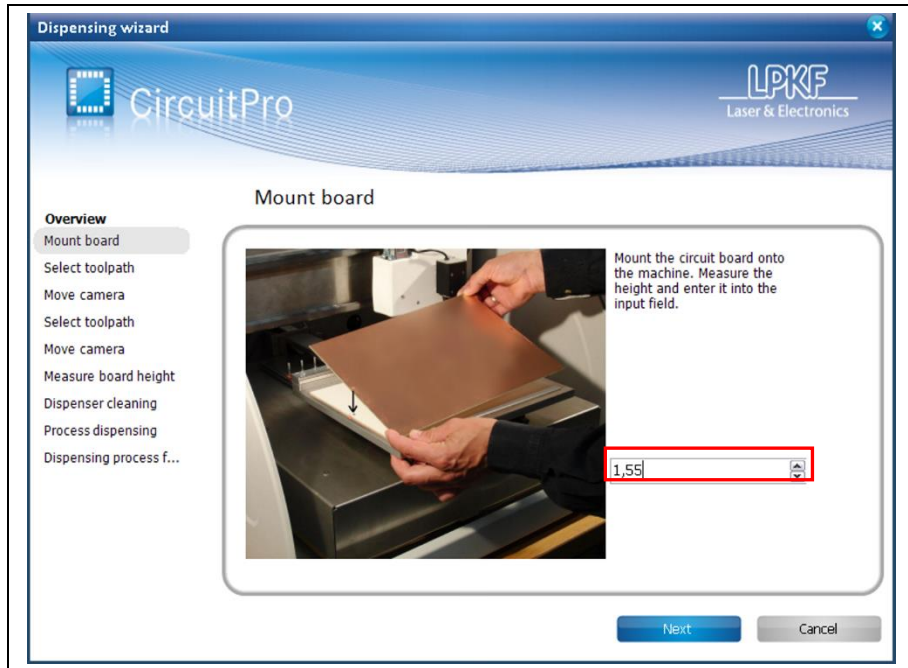 Dispensing wizard
CircuitPro
LPKF
Laser & Electronics
Mount board
Overview
Mount board
Select toolpath
Move camera
Select toolpath
Move camera
Measure board height
Dispenser cleaning
Process dispensing
Dispensing process f...
Mount the circuit board onto
the machine. Measure the
height and enter it into the
input field.
1,55
Next
Cancel